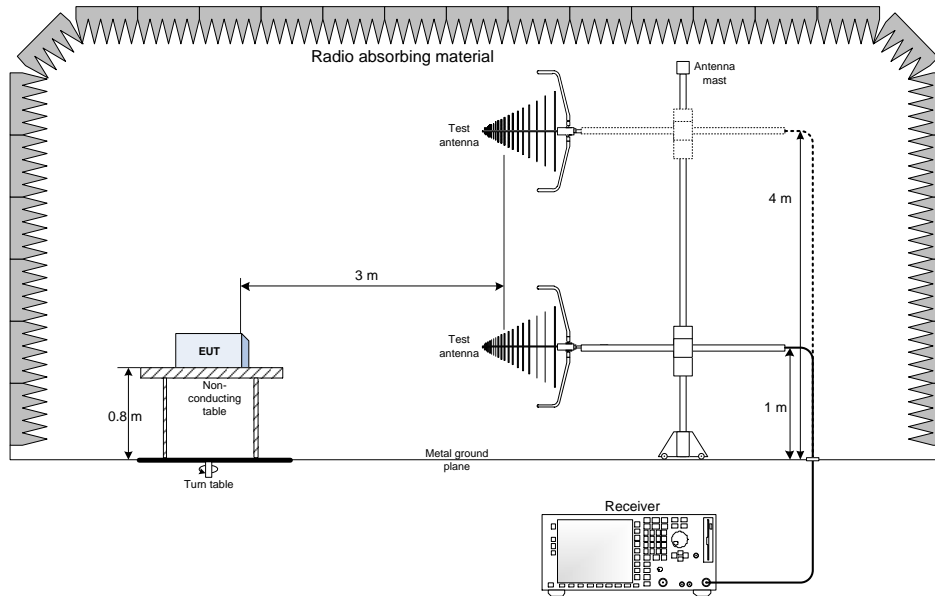 Radio absorbing material
Antenna
mast
Test
antenna
4 m
3 m
Test
antenna
EUT
Non-
conducting
table
0.8 m
1 m
Metal ground
plane
Turn table
Receiver